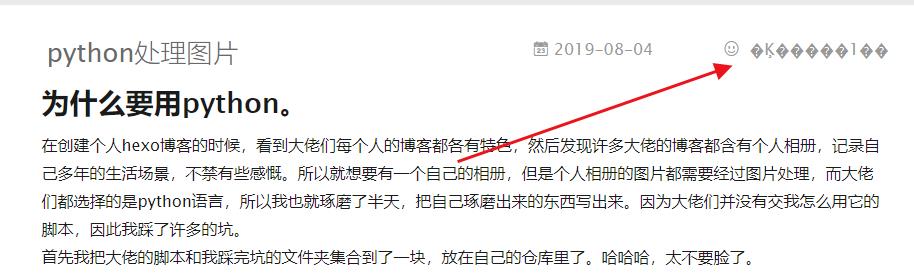 python处理图片 2019-08-04 �Ķ�����1��
为什么要用python。
在创建个人hexo博客的时候，看到大佬们每个人的博客都各有特色，然后发现许多大佬的博客都含有个人相册，记录自
己多年的生活场景，不禁有些感慨。所以就想要有一个自己的相册，但是个人相册的图片都需要经过图片处理，而大佬
们都选择的是python语言，所以我也就琢磨了半天，把自己琢磨出来的东西写出来。因为大佬们并没有交我怎么用它的
脚本，因此我踩了许多的坑。
首先我把大佬的脚本和我踩完坑的文件夹集合到了一块，放在自己的仓库里了。哈哈哈，太不要脸了。